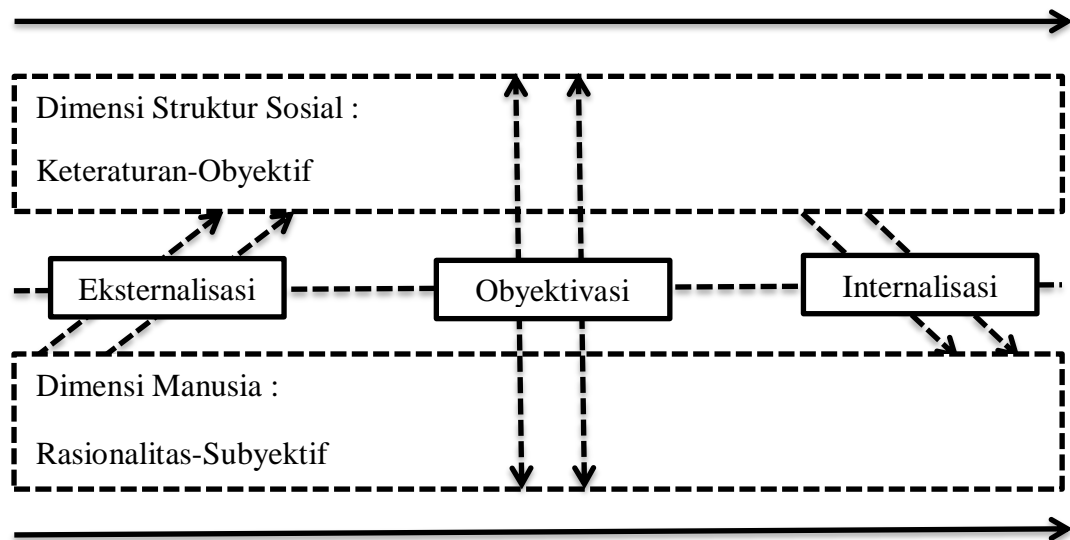 Dimensi Struktur Sosial :
Keteraturan-Obyektif
Eksternalisasi
Obyektivasi
Internalisasi
Dimensi Manusia :
Rasionalitas-Subyektif